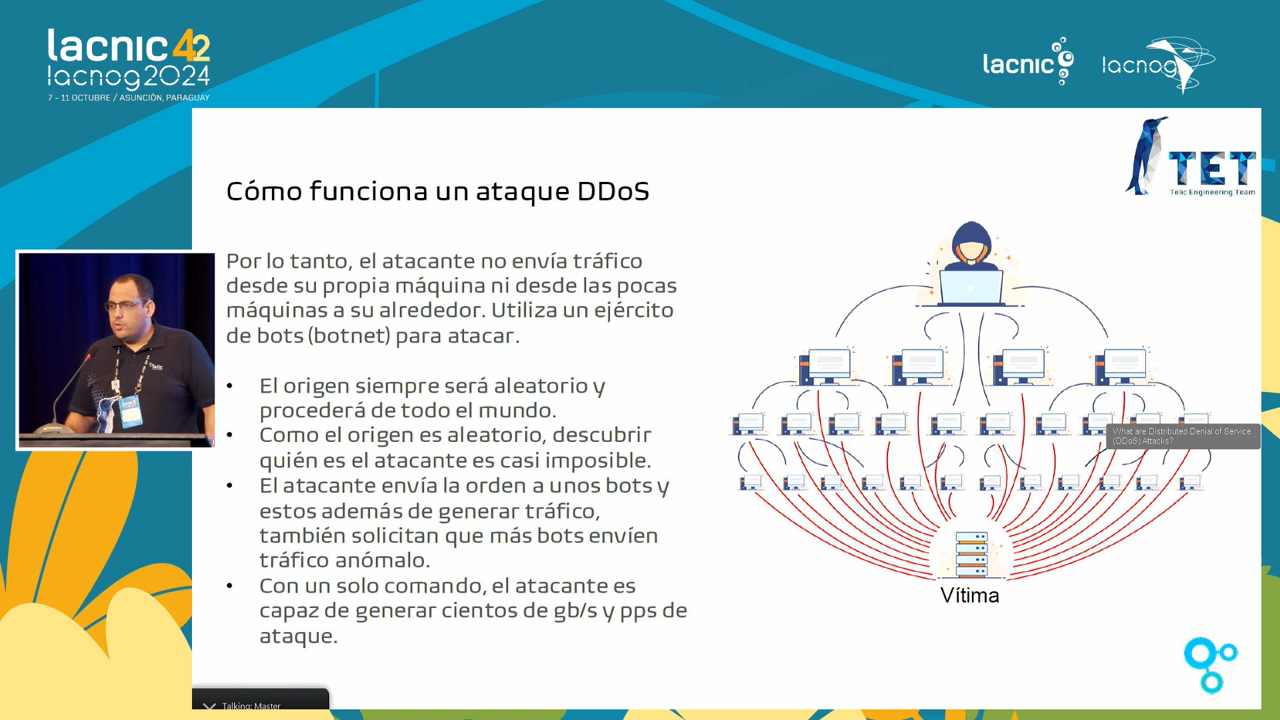 lacnic 42
lacnog2024
7 - 11 OCTUBRE / ASUNCIÓN, PARAGUAY
lacnic
lacnog
TET
Telic Engineering Team
Cómo funciona un ataque DDoS
Por lo tanto, el atacante no envía tráfico
desde su propia máquina ni desde las pocas
máquinas a su alrededor. Utiliza un ejército
de bots (botnet) para atacar.
• El origen siempre será aleatorio y
procederá de todo el mundo.
• Como el origen es aleatorio, descubrir
quién es el atacante es casi imposible.
• El atacante envía la orden a unos bots y
estos además de generar tráfico,
también solicitan que más bots envíen
tráfico anómalo.
• Con un solo comando, el atacante es
capaz de generar cientos de gb/s y pps de
ataque.
What are Distributed Denial of Service
(DDoS) Attacks?
Vítima
Talking: Master